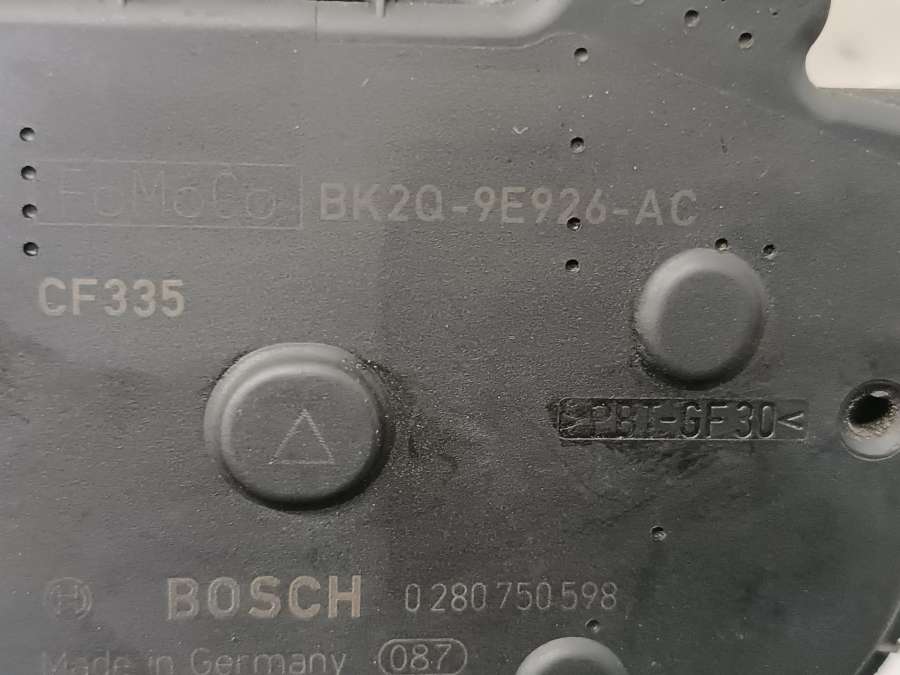 FoMoCo BK2Q-9E926-AC
CF335
>PBT-GF30<
BOSCH 0 280 750 598
Made in Germany 087